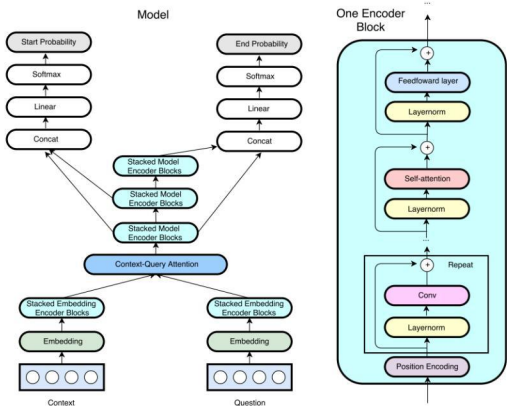 Model
Start Probability
Softmax
Linear
Concat
End Probability
Softmax
Linear
Concat
Stacked Model
Encoder Blocks
Stacked Model
Encoder Blocks
Stacked Model
Encoder Blocks
Context-Query Attention
Stacked Embedding
Encoder Blocks
Stacked Embedding
Encoder Blocks
Embedding
Embedding
Context
Question
One Encoder
Block
...
+
Feedfoward layer
Layernorm
+
Self-attention
Layernorm
...
+
Repeat
Conv
Layernorm
Position Encoding